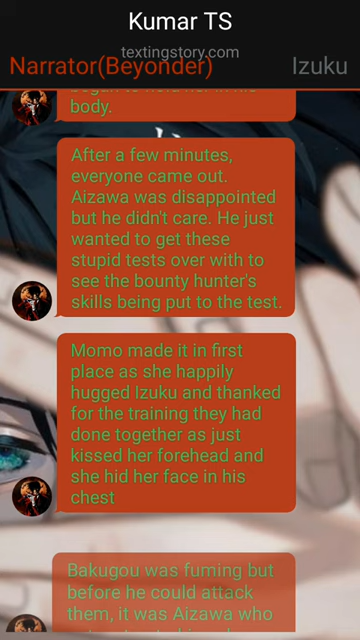 Kumar TS
textingstory.com
Narrator(Beyonder) Izuku
body.
After a few minutes,
everyone came out.
Aizawa was disappointed
but he didn't care. He just
wanted to get these
stupid tests over with to
see the bounty hunter's
skills being put to the test.
Momo made it in first
place as she happily
hugged Izuku and thanked
for the training they had
done together as just
kissed her forehead and
she hid her face in his
chest
Bakugou was fuming but
before he could attack
them, it was Aizawa who